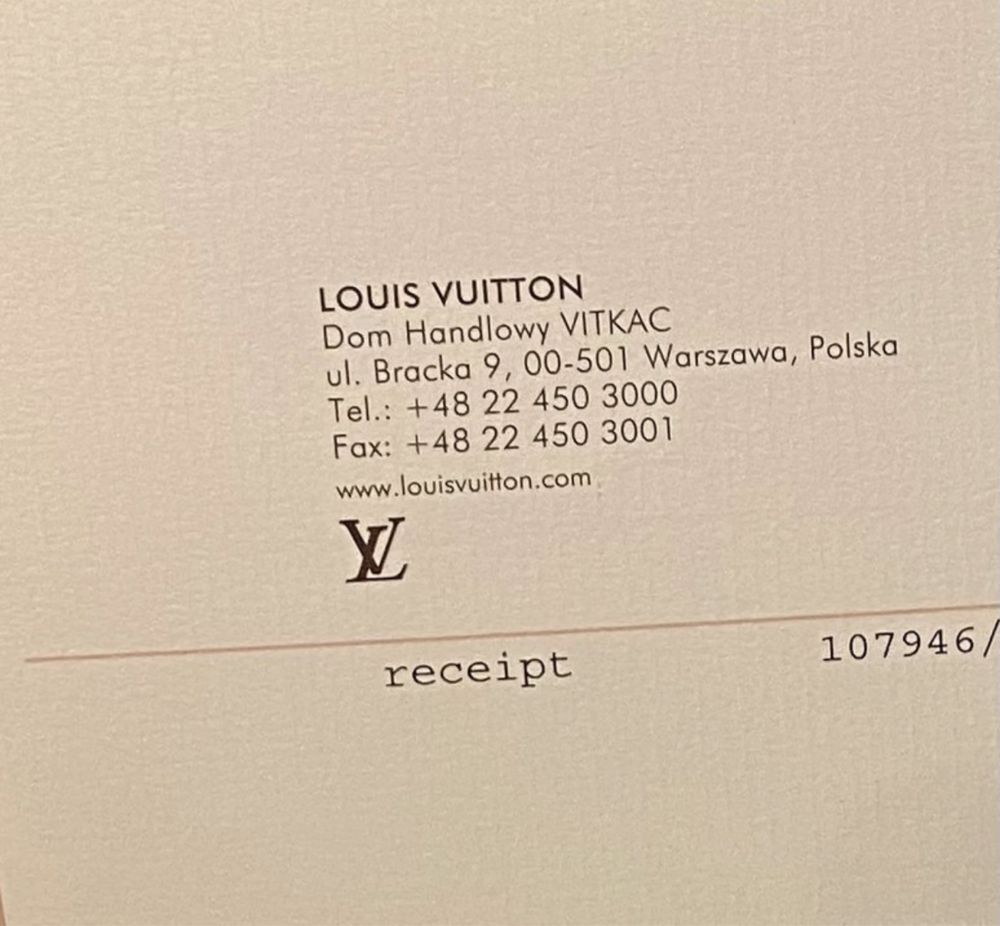 LOUIS VUITTON
Dom Handlowy VITKAC
ul. Bracka 9, 00-501 Warszawa, Polska
Tel.: +48 22 450 3000
Fax: +48 22 450 3001
www.louisvuitton.com
LV
receipt 107946/